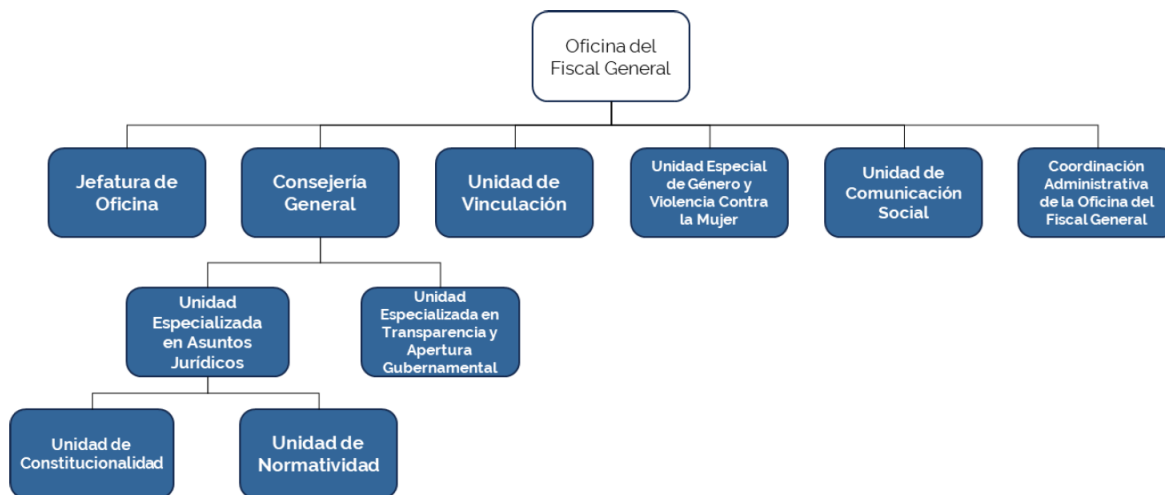 Oficina del
Fiscal General
Jefatura de
Oficina
Consejería
General
Unidad de
Vinculación
Unidad Especial
de Género y
Violencia Contra
la Mujer
Unidad de
Comunicación
Social
Coordinación
Administrativa
de la Oficina del
Fiscal General
Unidad
Especializada
en Asuntos
Jurídicos
Unidad
Especializada en
Transparencia y
Apertura
Gubernamental
Unidad de
Constitucionalidad
Unidad de
Normatividad